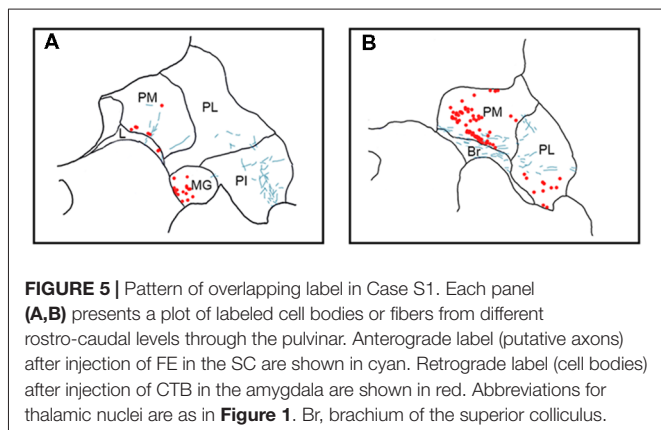 A
B
PM
PL
L
MG
PI
PM
Br
PL
FIGURE 5 | Pattern of overlapping label in Case S1. Each panel
(A,B) presents a plot of labeled cell bodies or fibers from different
rostro-caudal levels through the pulvinar. Anterograde label (putative axons)
after injection of FE in the SC are shown in cyan. Retrograde label (cell bodies)
after injection of CTB in the amygdala are shown in red. Abbreviations for
thalamic nuclei are as in Figure 1. Br, brachium of the superior colliculus.